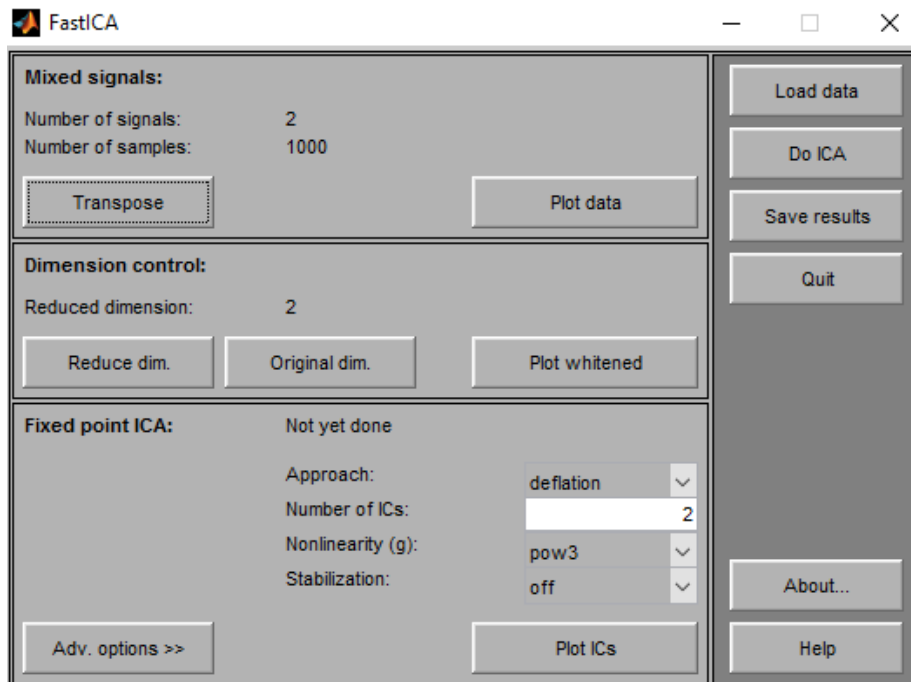 FastICA
Mixed signals:
Number of signals: 2
Number of samples: 1000
Transpose Plot data
Dimension control:
Reduced dimension: 2
Reduce dim. Original dim. Plot whitened
Fixed point ICA: Not yet done
Approach: deflation
Number of ICs: 2
Nonlinearity (g): pow3
Stabilization: off
Adv. options >> Plot ICs
Load data
Do ICA
Save results
Quit
About...
Help